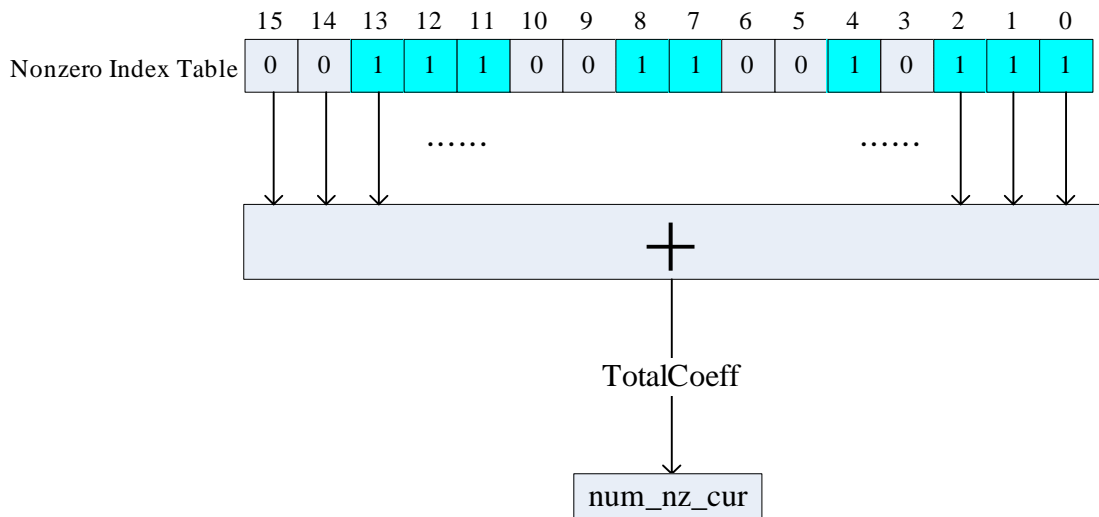 15 14 13 12 11 10 9 8 7 6 5 4 3 2 1 0
Nonzero Index Table 0 0 1 1 1 0 0 1 1 0 0 1 0 1 1 1
...... ......
+
TotalCoeff
num_nz_cur